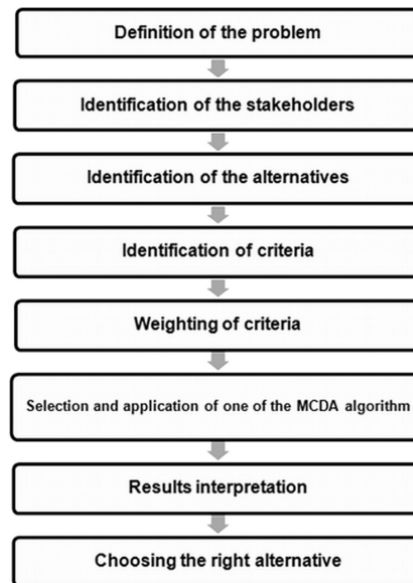 Definition of the problem
Identification of the stakeholders
Identification of the alternatives
Identification of criteria
Weighting of criteria
Selection and application of one of the MCDA algorithm
Results interpretation
Choosing the right alternative